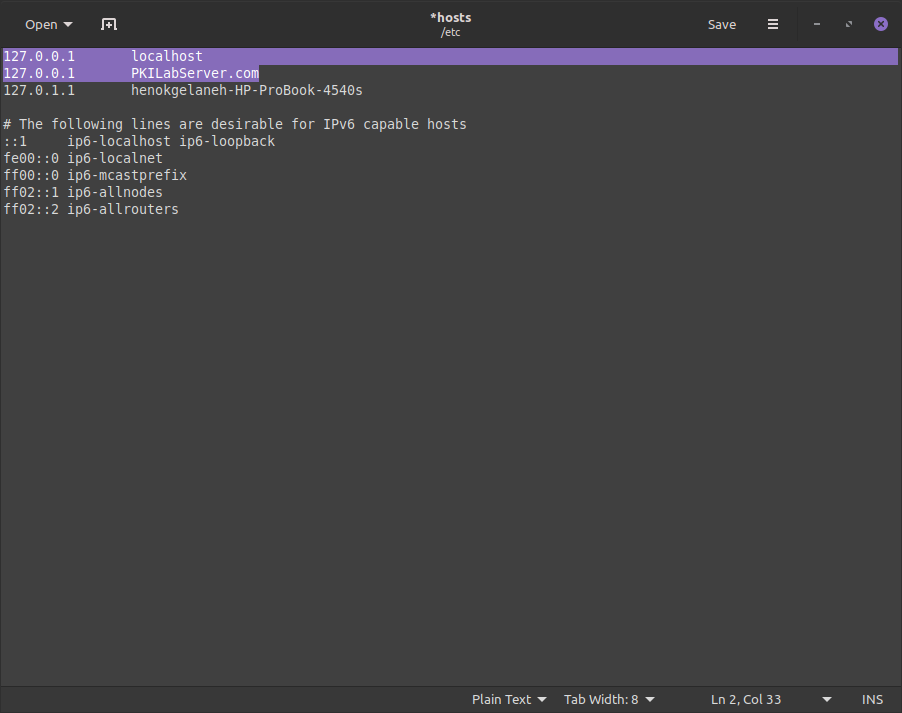 Open
*hosts
/etc
Save
127.0.0.1 localhost
127.0.0.1 PKILabServer.com
127.0.1.1 henokgelaneh-HP-ProBook-4540s
# The following lines are desirable for IPv6 capable hosts
::1 ip6-localhost ip6-loopback
fe00::0 ip6-localnet
ff00::0 ip6-mcastprefix
ff02::1 ip6-allnodes
ff02::2 ip6-allrouters
Plain Text Tab Width: 8 Ln 2, Col 33 INS